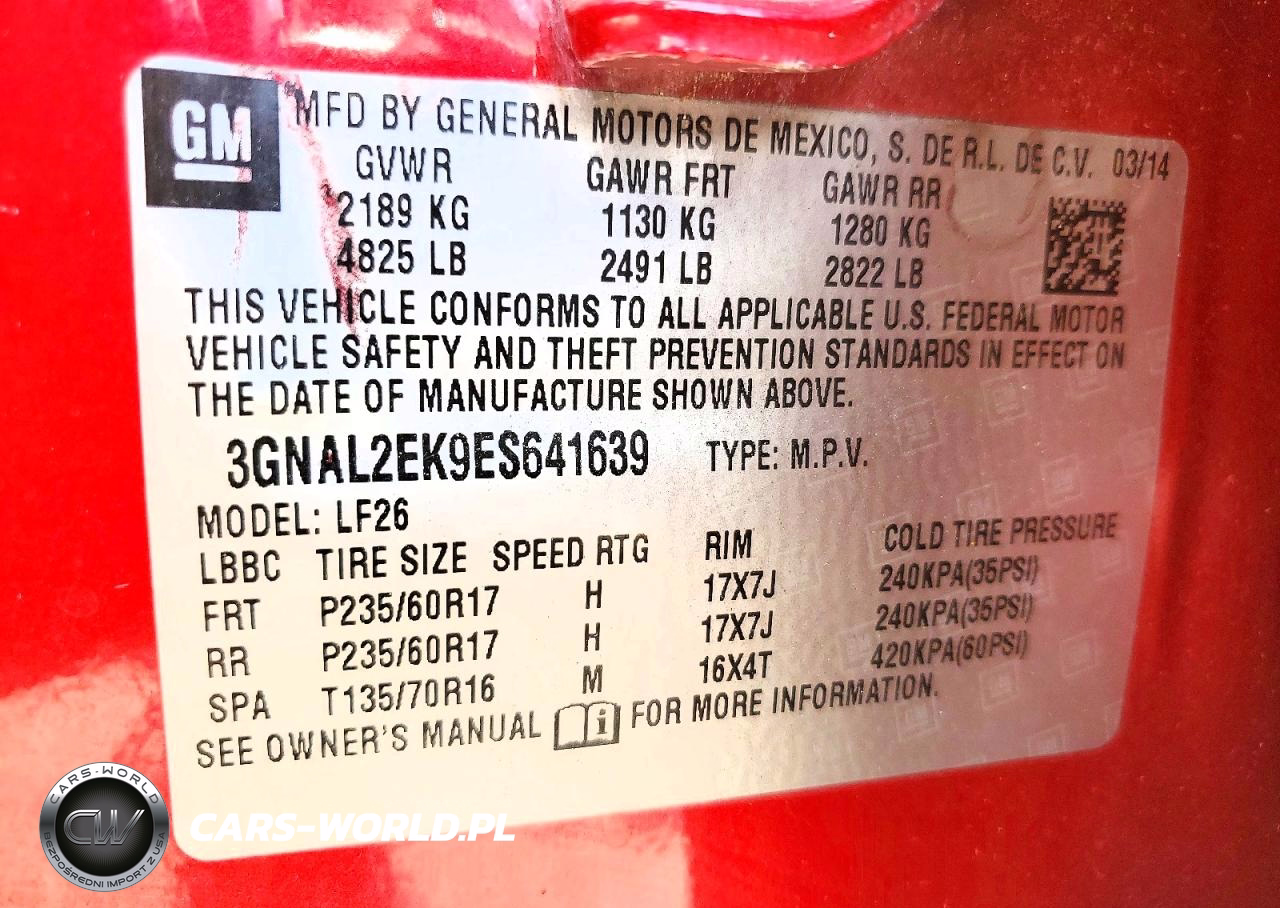 GM MFD BY GENERAL MOTORS DE MEXICO, S. DE R.L. DE C.V. 03/14
GVWR GAWR FRT GAWR RR
2189 KG 1130 KG 1280 KG
4825 LB 2491 LB 2822 LB
THIS VEHICLE CONFORMS TO ALL APPLICABLE U.S. FEDERAL MOTOR
VEHICLE SAFETY AND THEFT PREVENTION STANDARDS IN EFFECT ON
THE DATE OF MANUFACTURE SHOWN ABOVE.
3GNAL2EK9ES641639 TYPE: M.P.V.
MODEL: LF26
LBBC TIRE SIZE SPEED RTG RIM COLD TIRE PRESSURE
FRT P235/60R17 H 17X7J 240KPA(35PSI)
RR P235/60R17 H 17X7J 240KPA(35PSI)
SPA T135/70R16 M 16X4T 420KPA(60PSI)
SEE OWNER'S MANUAL i FOR MORE INFORMATION.
CARS-WORLD
CW
BEZPOŚREDNI IMPORT Z USA
CARS-WORLD.PL